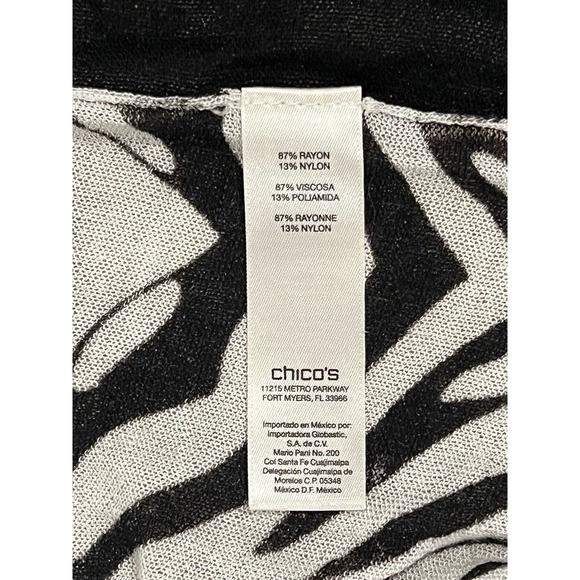 87% RAYON
13% NYLON
87% VISCOSA
13% POLIAMIDA
87% RAYONNE
13% NYLON
chico's
11215 METRO PARKWAY
FORT MYERS, FL 33966
Importado en México por:
Importadora Globastic,
S.A. de C.V.
Mario Pani No. 200
Col Santa Fe Cuajimalpa
Delegación Cuajimalpa de
Morelos C.P. 05348
México D.F. México